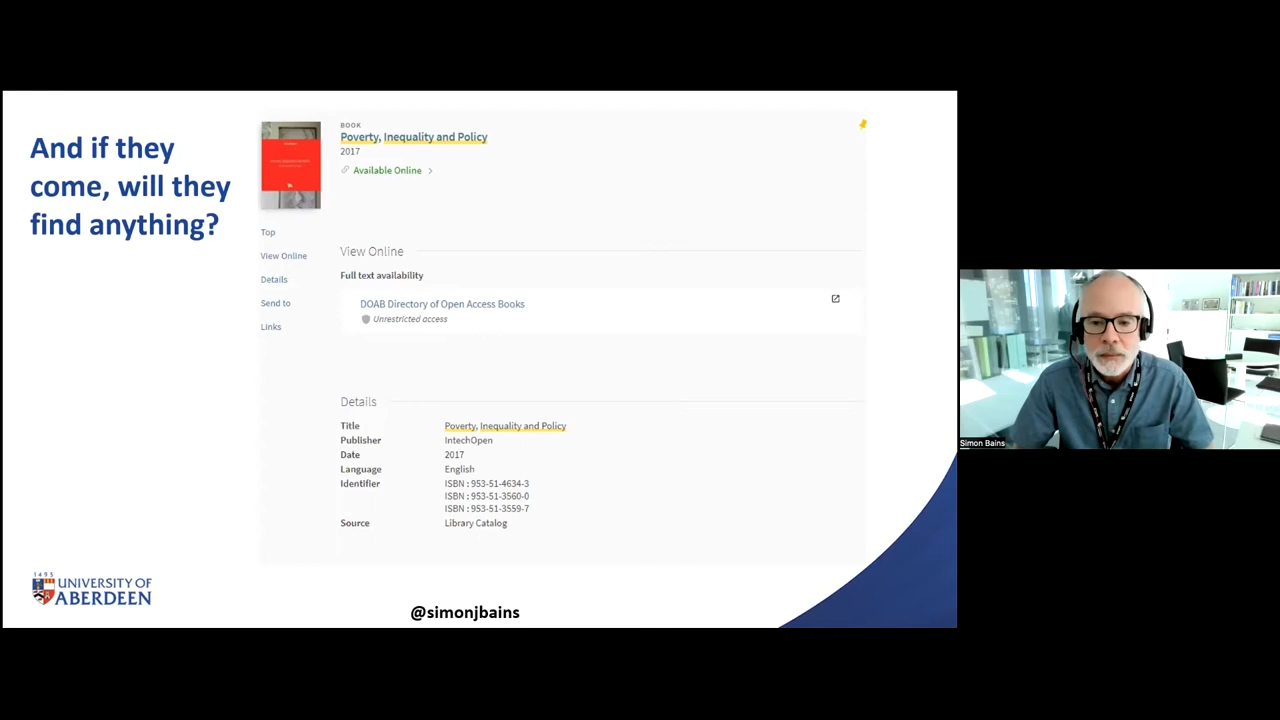 And if they
come, will they
find anything?
BOOK
Poverty, Inequality and Policy
2017
Available Online
Top
View Online
Details
Send to
Links
View Online
Full text availability
DOAB Directory of Open Access Books
Unrestricted access
Details
Title Poverty, Inequality and Policy
Publisher IntechOpen
Date 2017
Language English
Identifier ISBN : 953-51-4634-3
ISBN : 953-51-3560-0
ISBN : 953-51-3559-7
Source Library Catalog
1495
UNIVERSITY OF
ABERDEEN
@simonjbains
Simon Bains